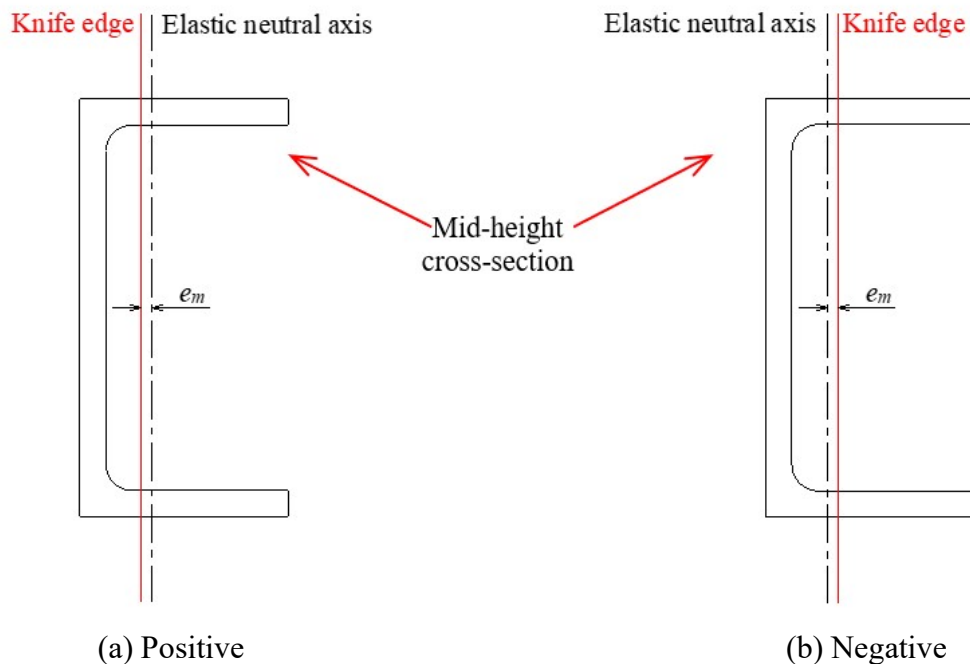 Knife edge Elastic neutral axis
Elastic neutral axis Knife edge
Mid-height
cross-section
em
em
(a) Positive
(b) Negative